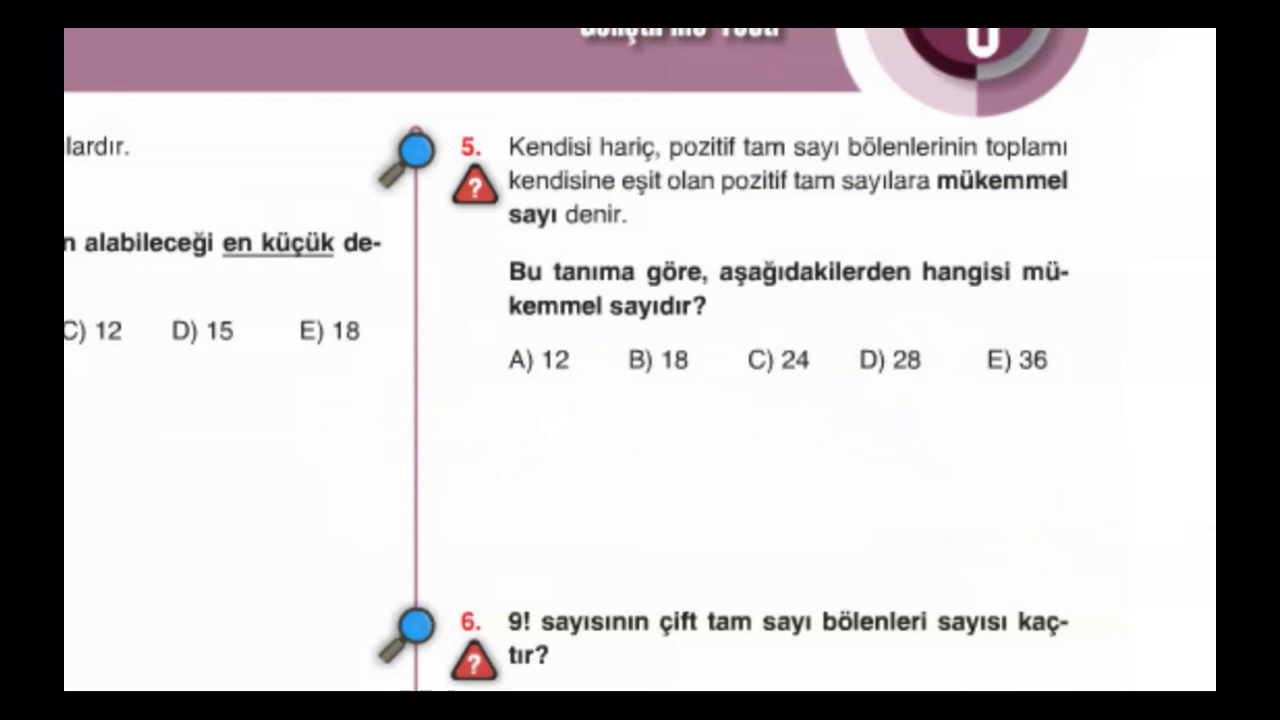 lardır.
n alabileceği en küçük de-
C) 12 D) 15 E) 18
5. Kendisi hariç, pozitif tam sayı bölenlerinin toplamı
kendisine eşit olan pozitif tam sayılara mükemmel
sayı denir.
Bu tanıma göre, aşağıdakilerden hangisi mü-
kemmel sayıdır?
A) 12 B) 18 C) 24 D) 28 E) 36
6. 9! sayısının çift tam sayı bölenleri sayısı kaç-
tır?